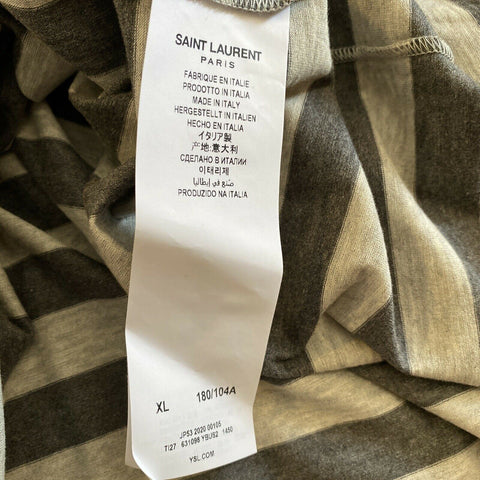 SAINT LAURENT
PARIS
FABRIQUE EN ITALIE
PRODOTTO IN ITALIA
MADE IN ITALY
HERGESTELLT IN ITALIEN
HECHO EN ITALIA
イタリア製
产地:意大利
СДЕЛАНО В ИТАЛИИ
이태리제
صنع في إيطاليا
PRODUZIDO NA ITALIA
XL 180/104A
JP53 2020 00105
TI27 631098 YBUS2 1450
YSL.COM